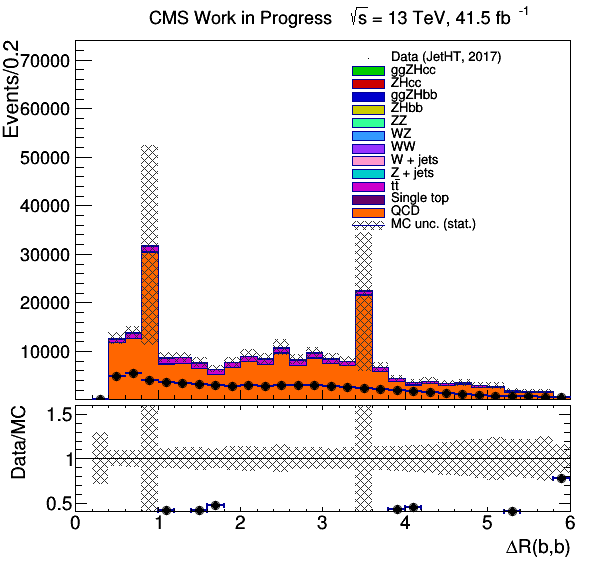 CMS Work in Progress √s = 13 TeV, 41.5 fb⁻¹
Events/0.2
70000
60000
50000
40000
30000
20000
10000
Data (JetHT, 2017)
ggZHcc
ZHcc
ggZHbb
ZHbb
ZZ
WZ
WW
W + jets
Z + jets
tt̄
Single top
QCD
MC unc. (stat.)
Data/MC
1.5
1
0.5
0 1 2 3 4 5 6
ΔR(b,b)